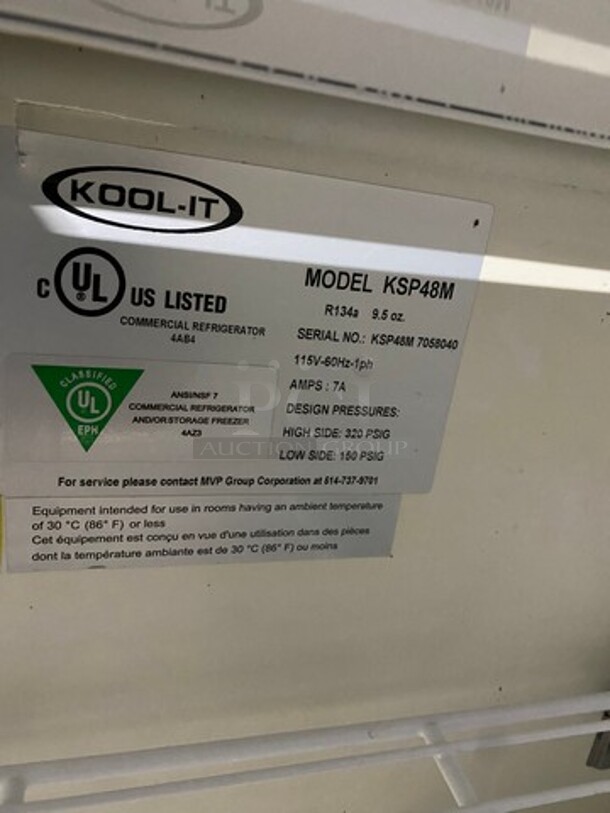 KOOL-IT
C UL ® US LISTED
COMMERCIAL REFRIGERATOR
4AB4
MODEL KSP48M
R134a 9.5 oz.
SERIAL NO.: KSP48M 7058040
115V-60Hz-1ph
AMPS : 7A
DESIGN PRESSURES:
HIGH SIDE: 320 PSIG
LOW SIDE: 150 PSIG
CLASSIFIED
UL
EPH
ANSI/NSF 7
COMMERCIAL REFRIGERATOR
AND/OR STORAGE FREEZER
4AZ3
AUCTION GROUP
For service please contact MVP Group Corporation at 514-737-9701
Equipment intended for use in rooms having an ambient temperature
of 30 °C (86° F) or less
Cet équipement est conçu en vue d'une utilisation dans des pièces
dont la température ambiante est de 30 °C (86° F) ou moins